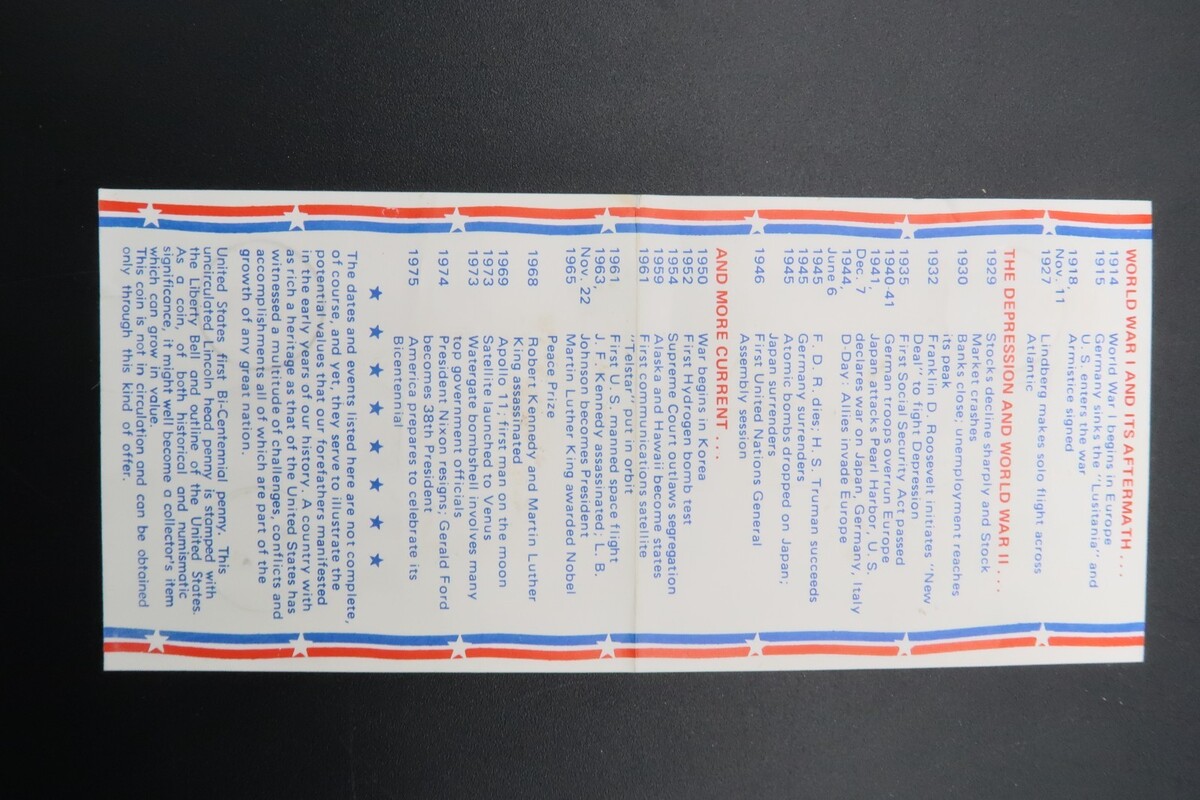 WORLD WAR I AND ITS AFTERMATH . . .
1914 World War I begins in Europe
1915 Germany sinks the "Lusitania" and
U.S. enters the war
1918, Armistice signed
Nov. 11
1927 Lindberg makes solo flight across
Atlantic
THE DEPRESSION AND WORLD WAR II . . .
1929 Stocks decline sharply and Stock
Market crashes
1930 Banks close; unemployment reaches
its peak
1932 Franklin D. Roosevelt initiates "New
Deal" to fight Depression
1935 First Social Security Act passed
1940-41 German troops overrun Europe
1941, Japan attacks Pearl Harbor, U. S.
Dec. 7 declares war on Japan, Germany, Italy
1944, D-Day: Allies invade Europe
June 6
1945 F. D. R. dies; H. S. Truman succeeds
1945 Germany surrenders
1945 Atomic bombs dropped on Japan;
Japan surrenders
1946 First United Nations General
Assembly session
AND MORE CURRENT . . .
1950 War begins in Korea
1952 First Hydrogen bomb test
1954 Supreme Court outlaws segregation
1959 Alaska and Hawaii become states
1961 First communications satellite
"Telstar" put in orbit
1961 First U. S. manned space flight
1963, J. F. Kennedy assassinated; L. B.
Nov. 22 Johnson becomes President
1965 Martin Luther King awarded Nobel
Peace Prize
1968 Robert Kennedy and Martin Luther
King assassinated
1969 Apollo 11; first man on the moon
1973 Satellite launched to Venus
1973 Watergate bombshell involves many
top government officials
1974 President Nixon resigns; Gerald Ford
becomes 38th President
1975 America prepares to celebrate its
Bicentennial
The dates and events listed here are not complete,
of course, and yet, they serve to illustrate the
potential values that our forefathers manifested
in the early years of our history. A country with
as rich a heritage as that of the United States has
witnessed a multitude of challenges, conflicts and
accomplishments all of which are part of the
growth of any great nation.
United States first Bi-Centennial penny. This
uncirculated Lincoln head penny is stamped with
the Liberty Bell and outline of the United States.
As a coin, of both historical and numismatic
significance, it might well become a collector's item
which can grow in value.
This coin is not in circulation and can be obtained
only through this kind of offer.